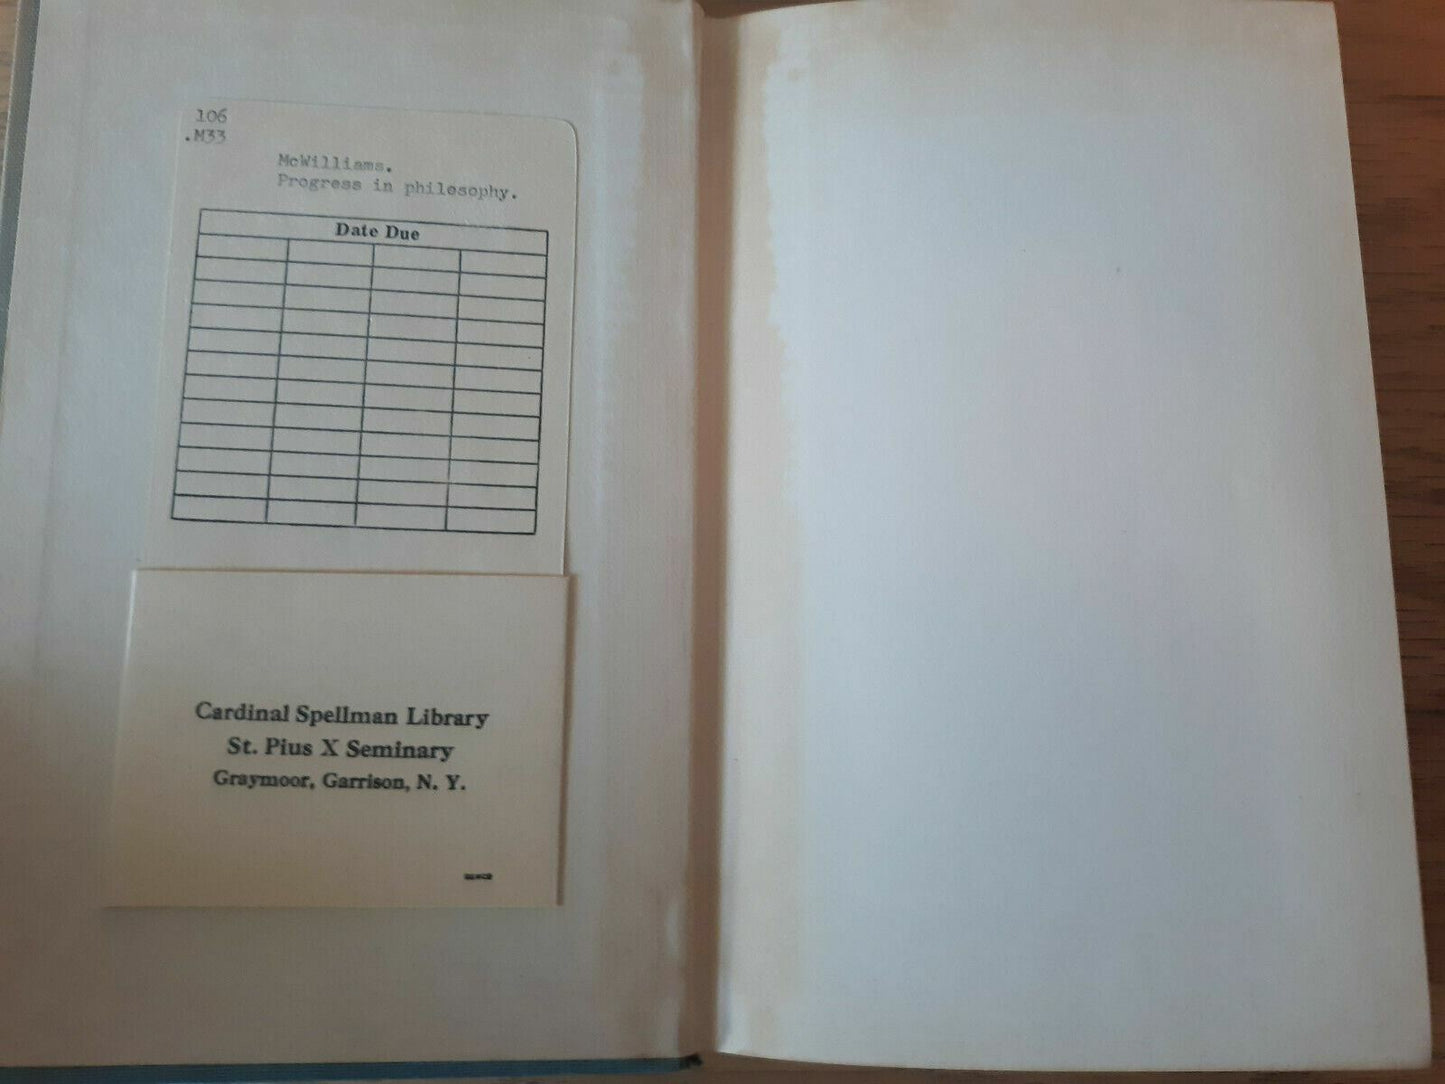 106
.M33
McWilliams.
Progress in philosophy.
Date Due
Cardinal Spellman Library
St. Pius X Seminary
Graymoor, Garrison, N. Y.